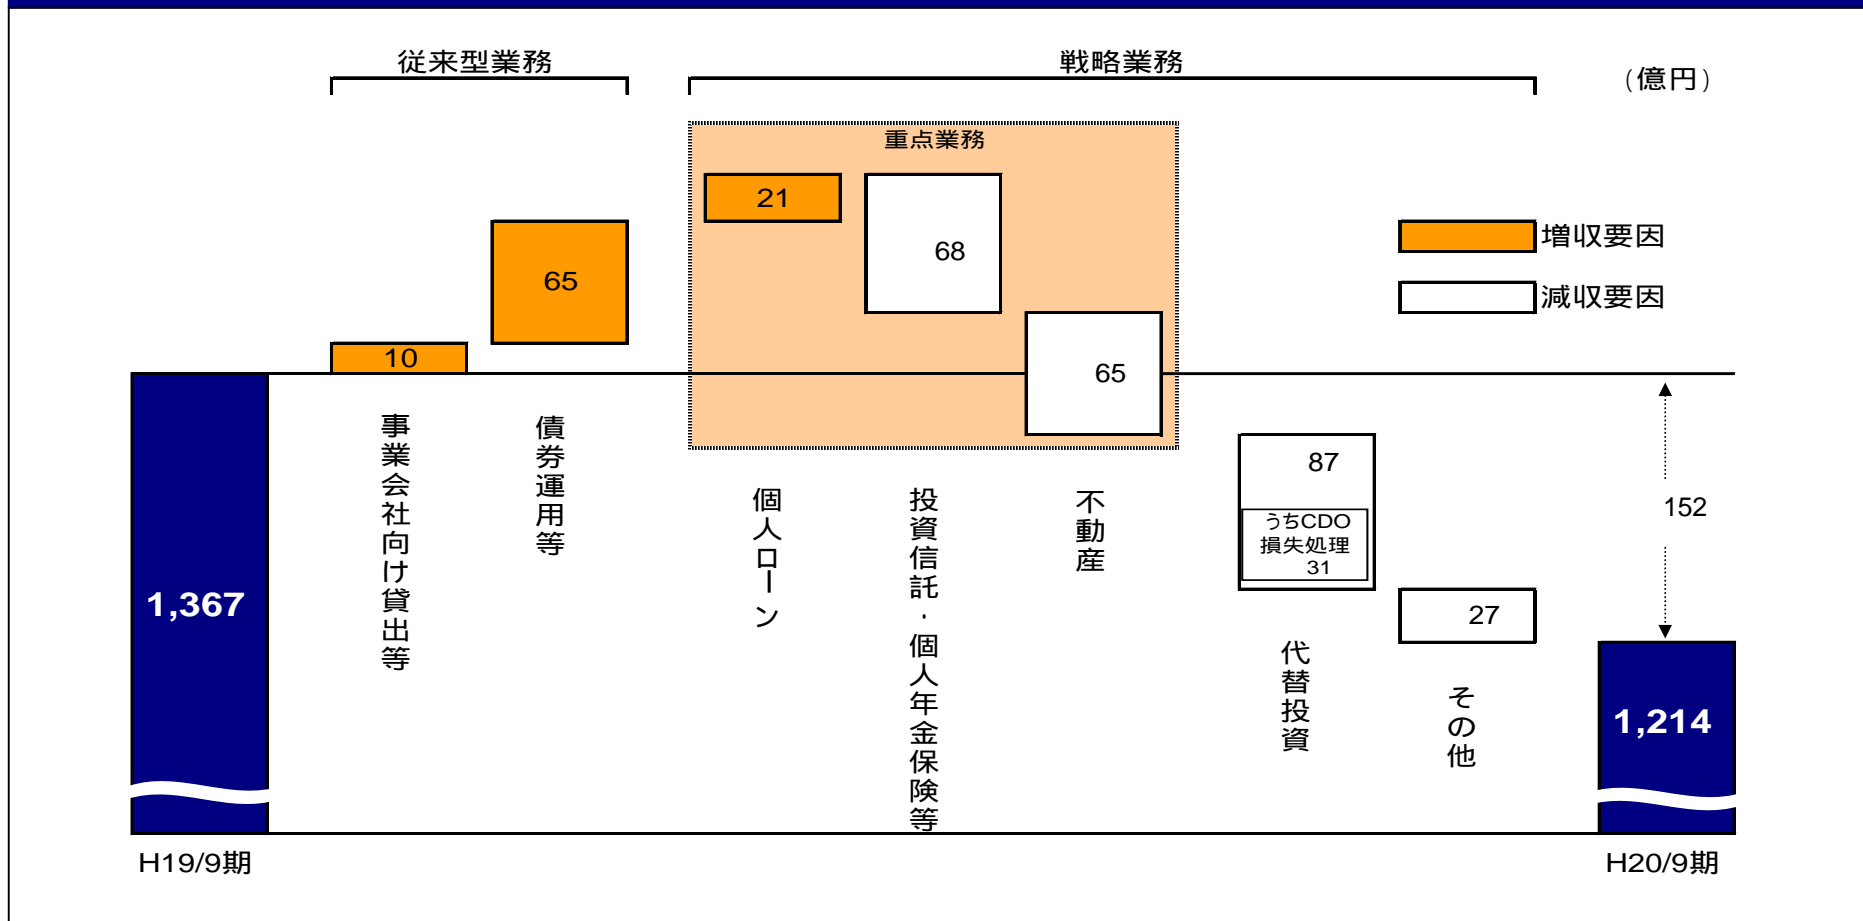 従来型業務
戦略業務
(億円)
重点業務
21
68
65
増収要因
減収要因
65
10
87
うちCDO
損失処理
31
27
152
1,367
1,214
事業会社向け貸出等
債券運用等
個人ローン
投資信託・個人年金保険等
不動産
代替投資
その他
H19/9期
H20/9期